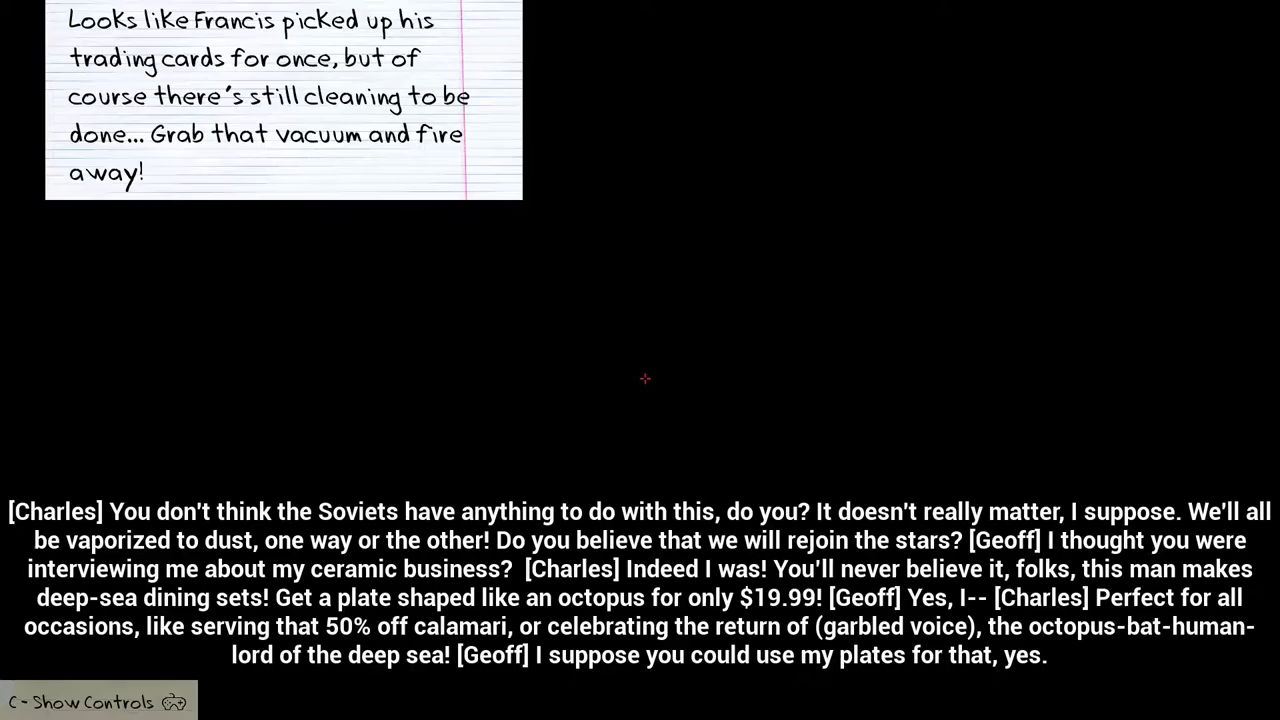 Looks like Francis picked up his
trading cards for once, but of
course there's still cleaning to be
done... Grab that vacuum and fire
away!
[Charles] You don't think the Soviets have anything to do with this, do you? It doesn't really matter, I suppose. We'll all
be vaporized to dust, one way or the other! Do you believe that we will rejoin the stars? [Geoff] I thought you were
interviewing me about my ceramic business?  [Charles] Indeed I was! You'll never believe it, folks, this man makes
deep-sea dining sets! Get a plate shaped like an octopus for only $19.99! [Geoff] Yes, I-- [Charles] Perfect for all
occasions, like serving that 50% off calamari, or celebrating the return of (garbled voice), the octopus-bat-human-
lord of the deep sea! [Geoff] I suppose you could use my plates for that, yes.
C - Show Controls